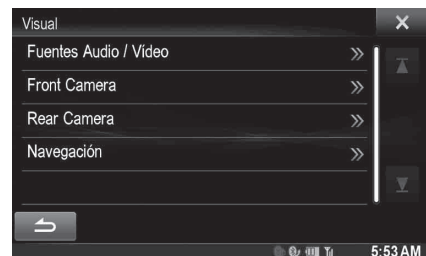 Visual
Fuentes Audio / Vídeo
Front Camera
Rear Camera
Navegación
5:53 AM